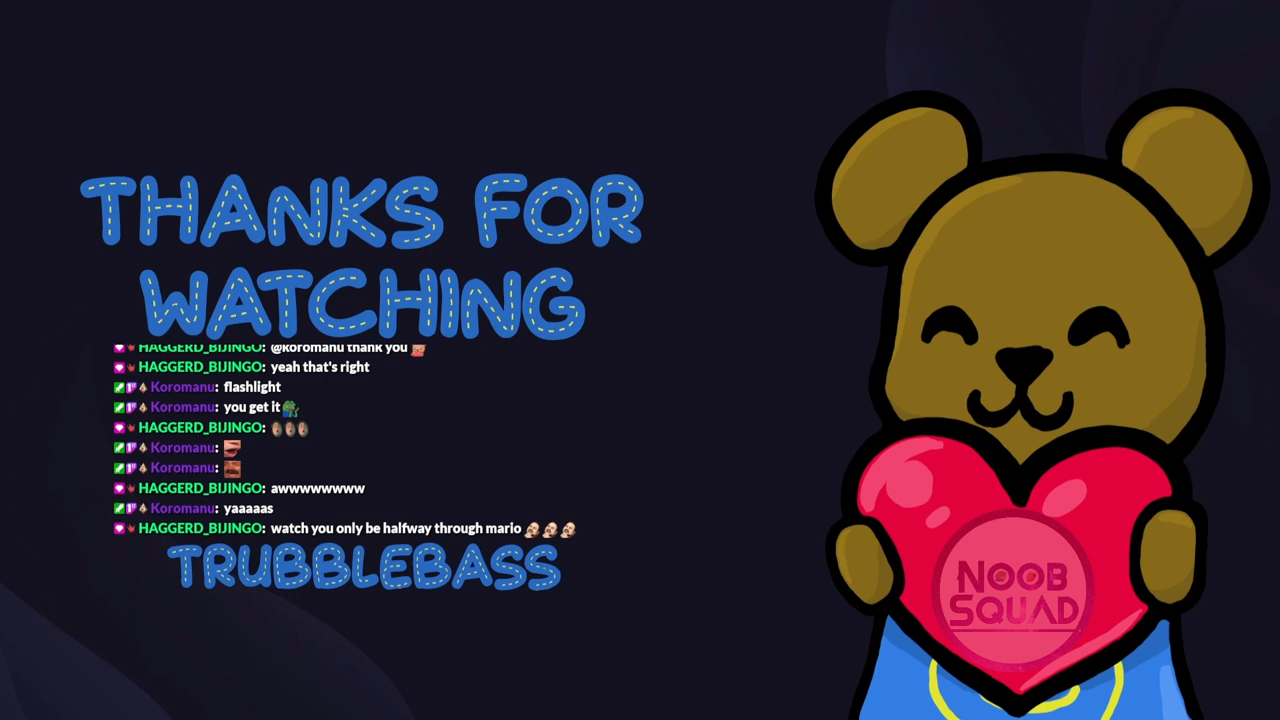 THANKS FOR
WATCHING
HAGGERD_BIJINGO: @koromanu thank you
HAGGERD_BIJINGO: yeah that's right
Koromanu: flashlight
Koromanu: you get it
HAGGERD_BIJINGO:
Koromanu:
Koromanu:
HAGGERD_BIJINGO: awwwwwwww
Koromanu: yaaaaas
HAGGERD_BIJINGO: watch you only be halfway through mario
TRUBBLEBASS
NOOB
SQUAD